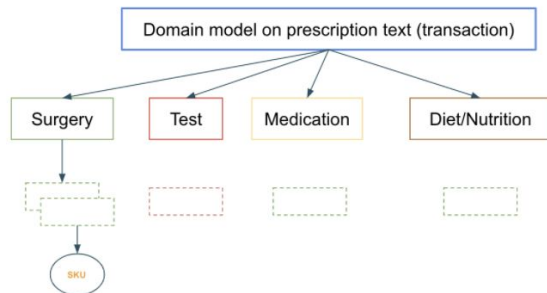 Domain model on prescription text (transaction)
Surgery
Test
Medication
Diet/Nutrition
SKU